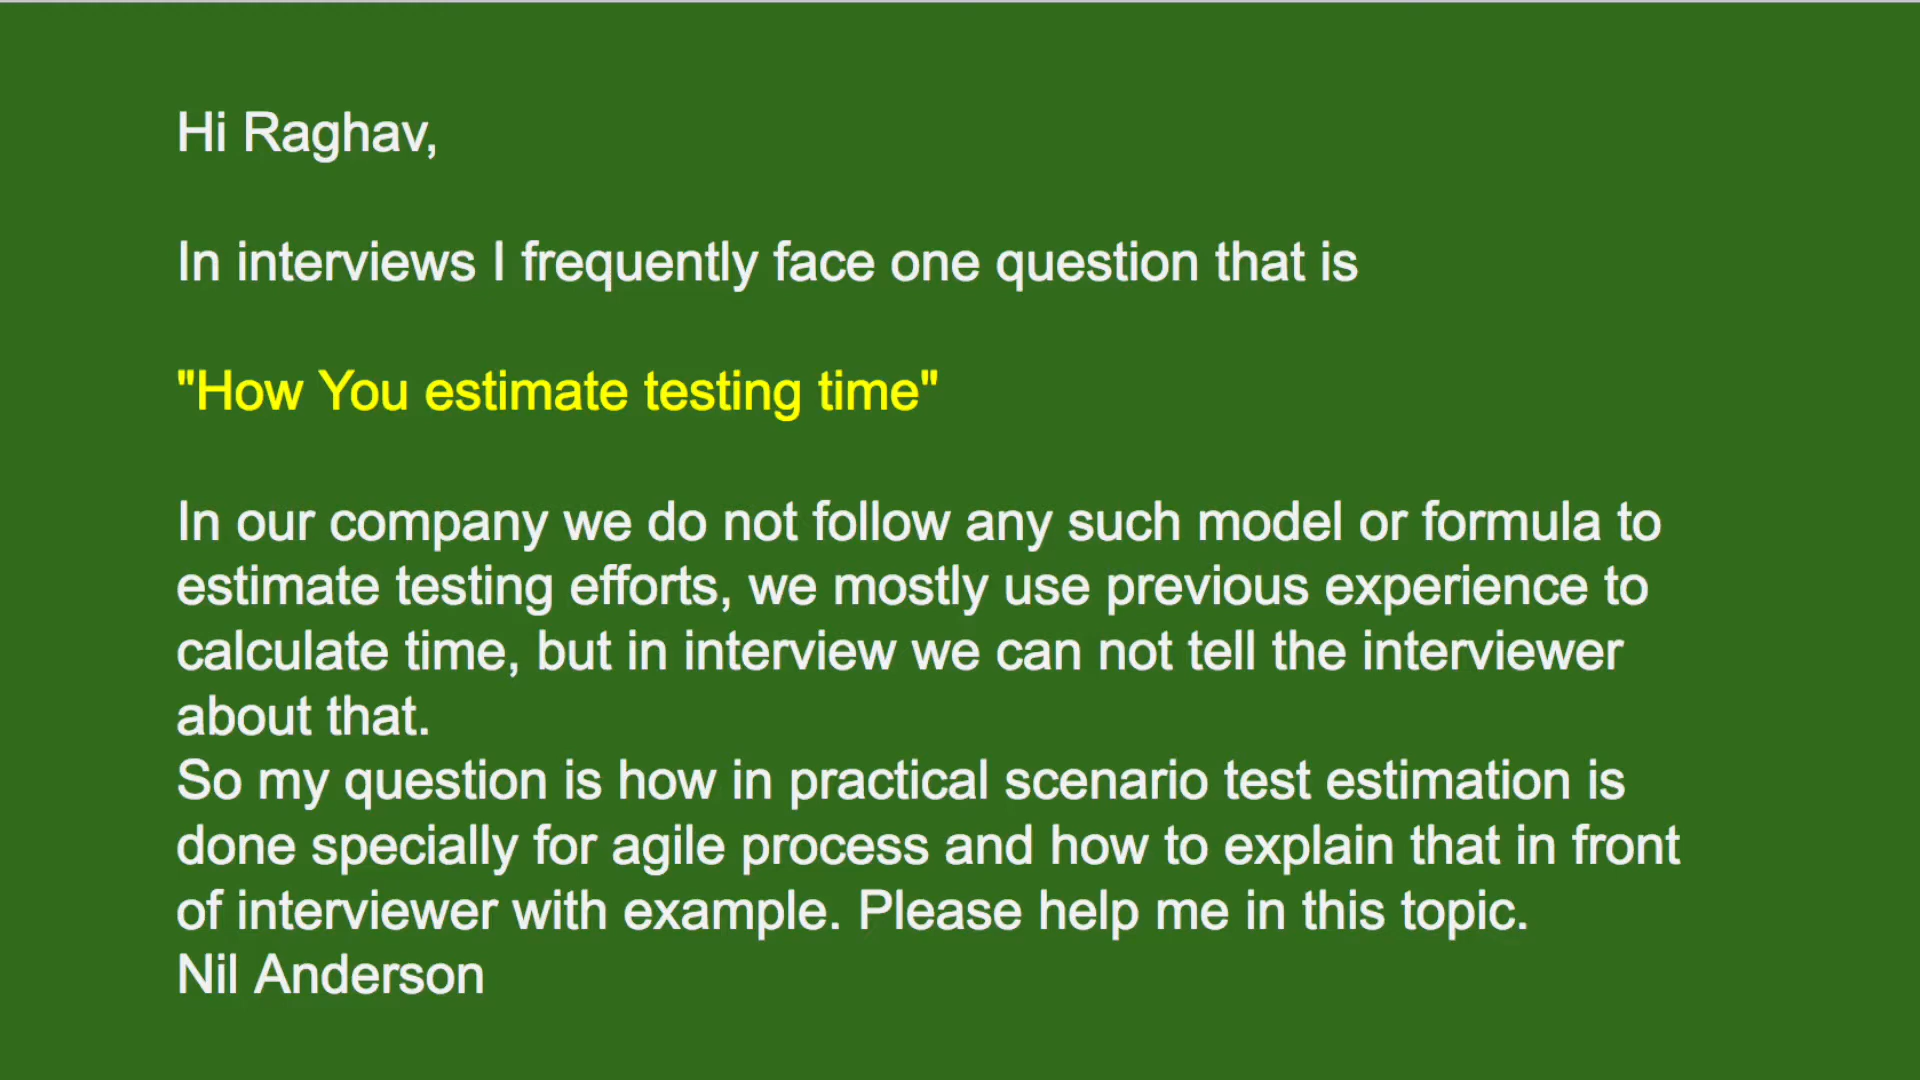 Hi Raghav,
In interviews I frequently face one question that is
"How You estimate testing time"
In our company we do not follow any such model or formula to
estimate testing efforts, we mostly use previous experience to
calculate time, but in interview we can not tell the interviewer
about that.
So my question is how in practical scenario test estimation is
done specially for agile process and how to explain that in front
of interviewer with example. Please help me in this topic.
Nil Anderson